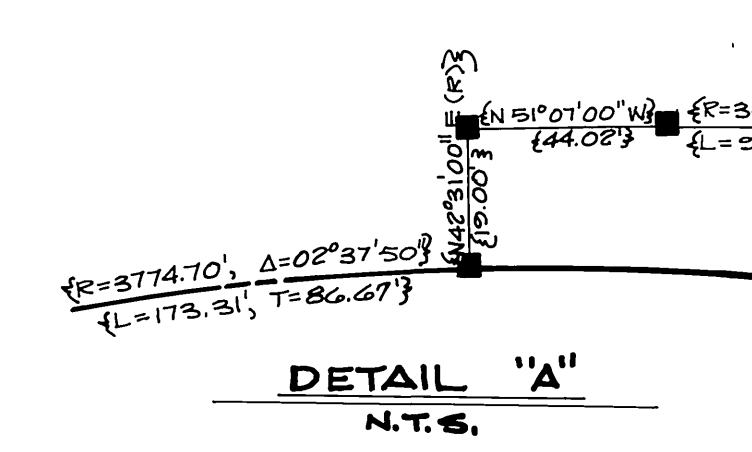 {N42°31'00" E (R)}
{19.00'}
{N 51°07'00" W}
{44.02'}
{R=3
{L=
{R=3774.70', Δ=02°37'50"}
{L=173.31', T=86.67'}
DETAIL "A"
N.T.S.